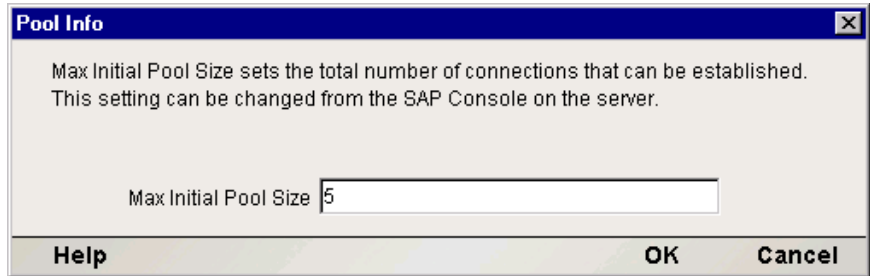 Pool Info
Max Initial Pool Size sets the total number of connections that can be established.
This setting can be changed from the SAP Console on the server.
Max Initial Pool Size 5
Help OK Cancel